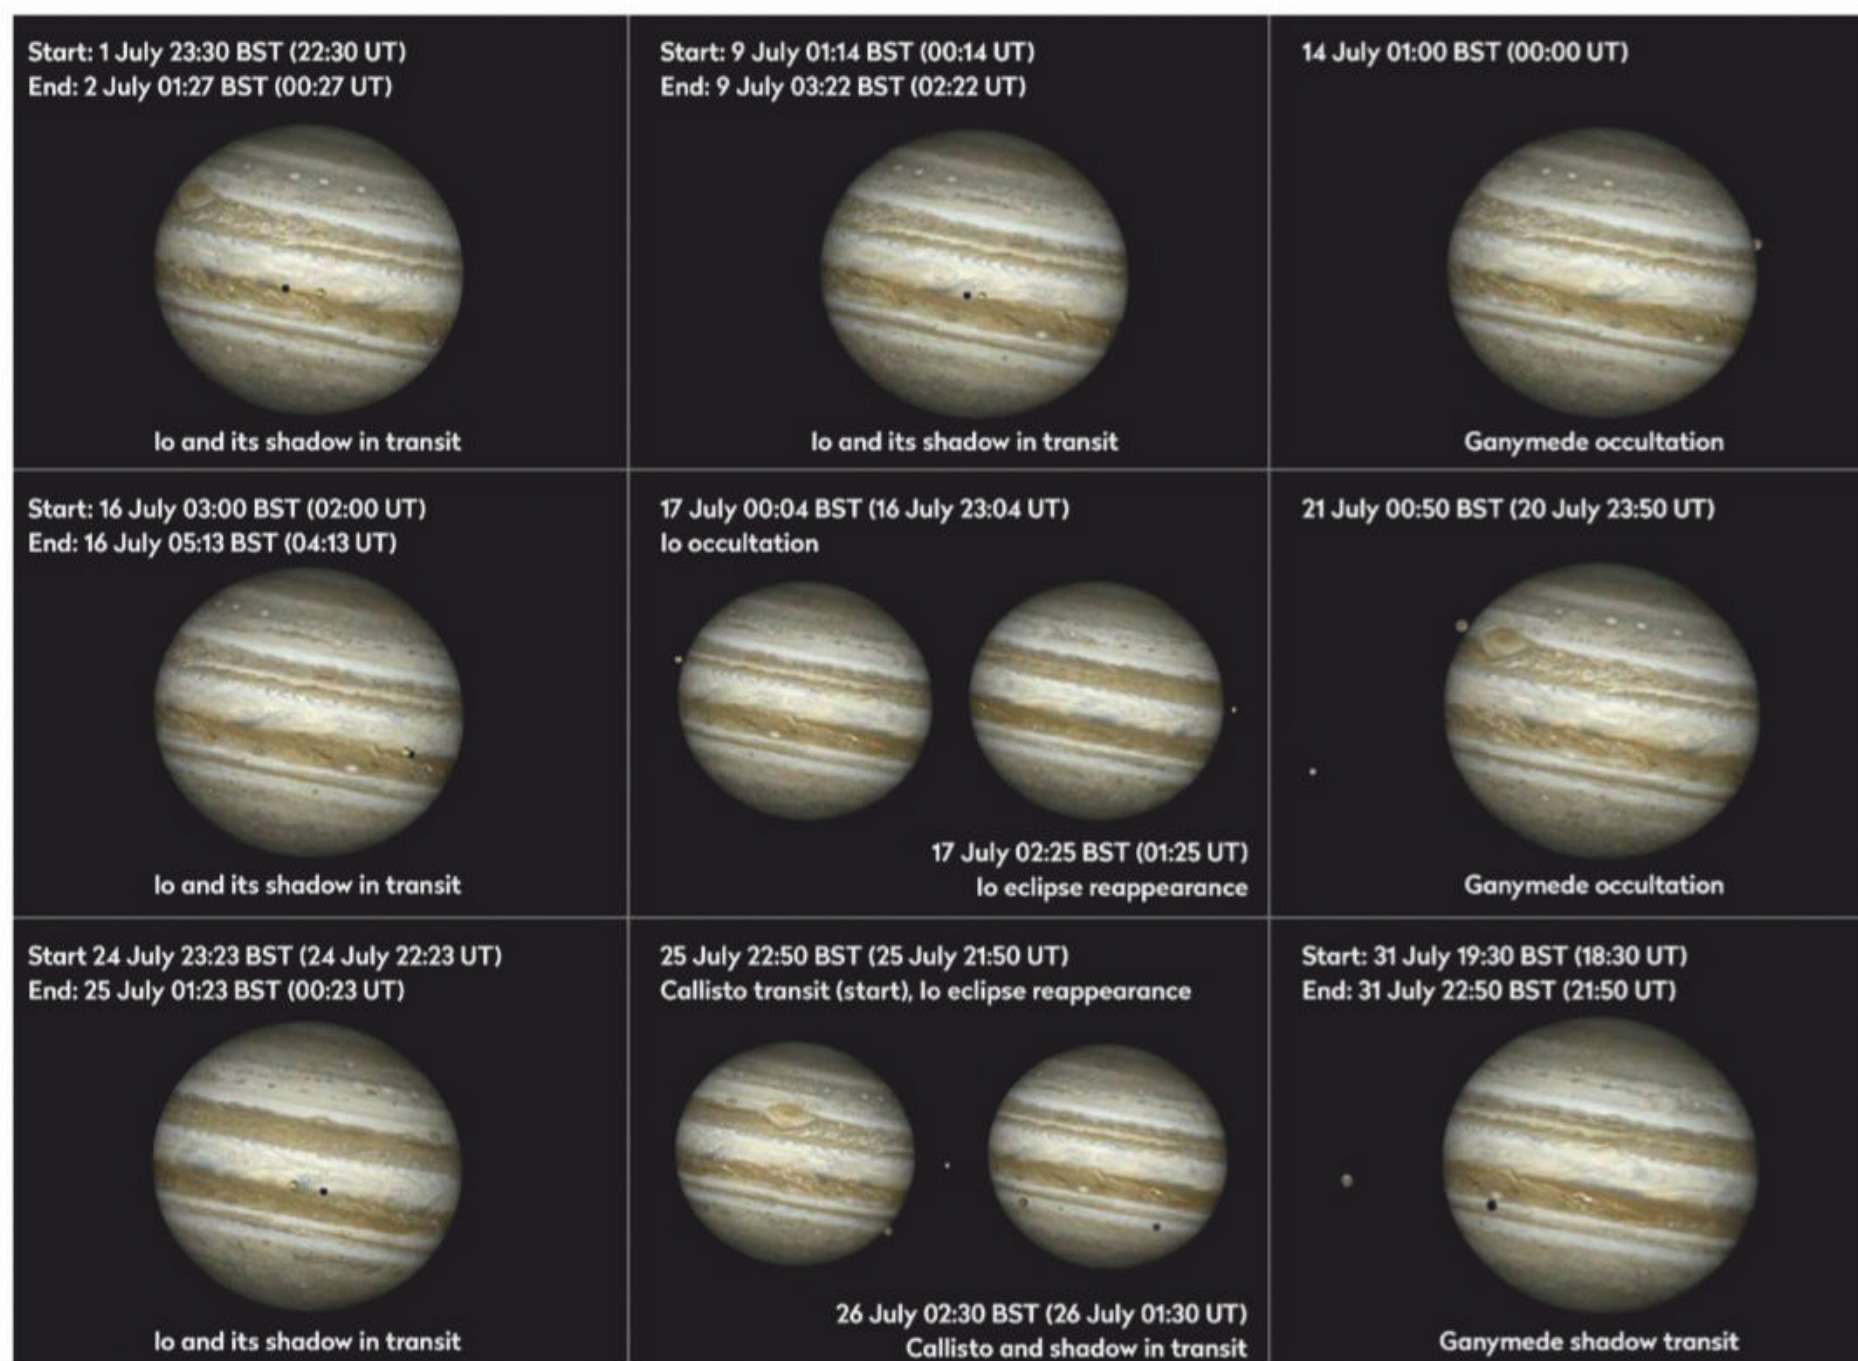 Start: 1 July 23:30 BST (22:30 UT)
End: 2 July 01:27 BST (00:27 UT)
Io and its shadow in transit
Start: 9 July 01:14 BST (00:14 UT)
End: 9 July 03:22 BST (02:22 UT)
Io and its shadow in transit
14 July 01:00 BST (00:00 UT)
Ganymede occultation
Start: 16 July 03:00 BST (02:00 UT)
End: 16 July 05:13 BST (04:13 UT)
Io and its shadow in transit
17 July 00:04 BST (16 July 23:04 UT)
Io occultation
17 July 02:25 BST (01:25 UT)
Io eclipse reappearance
21 July 00:50 BST (20 July 23:50 UT)
Ganymede occultation
Start 24 July 23:23 BST (24 July 22:23 UT)
End: 25 July 01:23 BST (00:23 UT)
Io and its shadow in transit
25 July 22:50 BST (25 July 21:50 UT)
Callisto transit (start), Io eclipse reappearance
26 July 02:30 BST (26 July 01:30 UT)
Callisto and shadow in transit
Start: 31 July 19:30 BST (18:30 UT)
End: 31 July 22:50 BST (21:50 UT)
Ganymede shadow transit